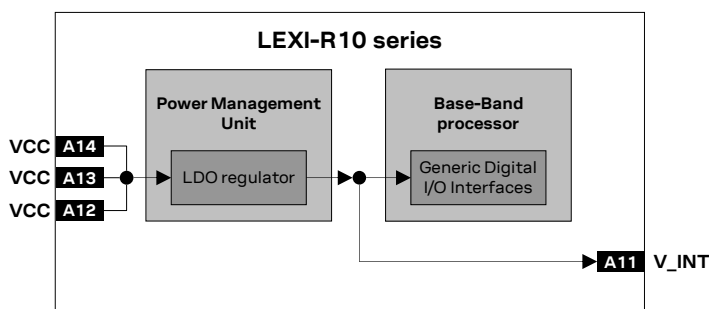 LEXI-R10 series
Power Management
Unit
Base-Band
processor
VCC A14
VCC A13
VCC A12
LDO regulator
Generic Digital
I/O Interfaces
A11 V_INT